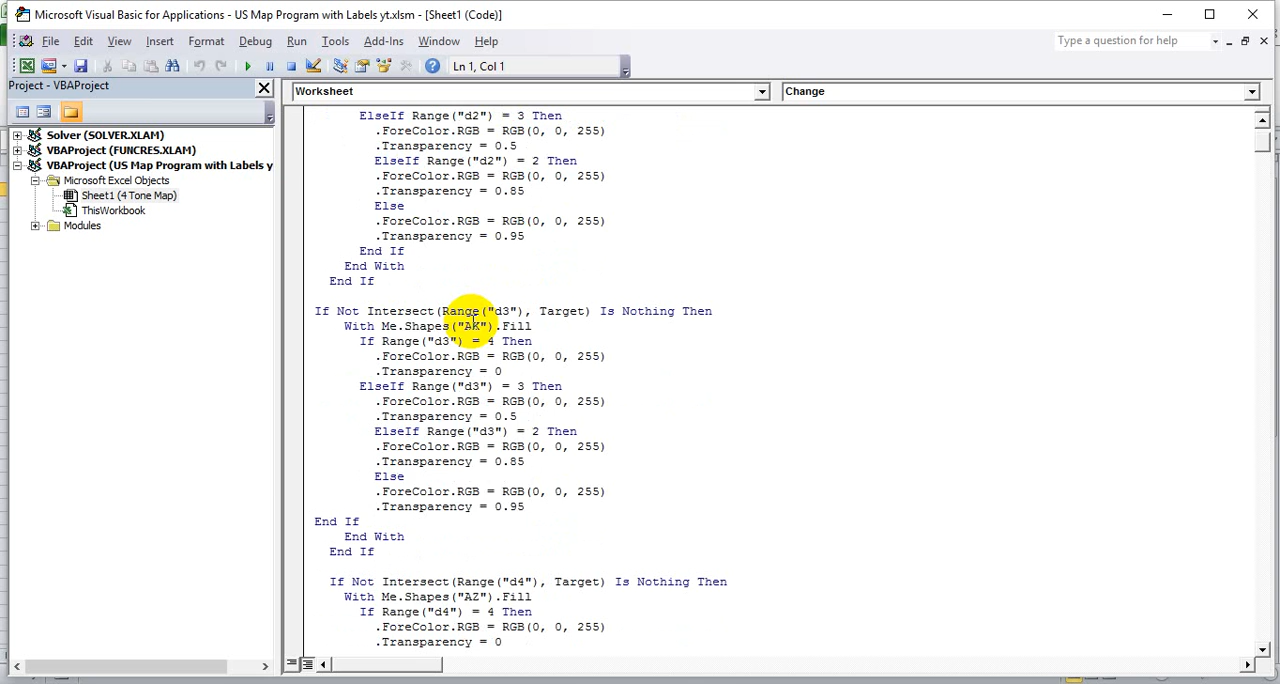 Microsoft Visual Basic for Applications - US Map Program with Labels yt.xlsm - [Sheet1 (Code)]
File Edit View Insert Format Debug Run Tools Add-Ins Window Help
Type a question for help
Ln 1, Col 1
Project - VBAProject
Worksheet
Change
Solver (SOLVER.XLAM)
VBAProject (FUNCRES.XLAM)
VBAProject (US Map Program with Labels y
Microsoft Excel Objects
Sheet1 (4 Tone Map)
ThisWorkbook
Modules
ElseIf Range("d2") = 3 Then
.ForeColor.RGB = RGB(0, 0, 255)
.Transparency = 0.5
ElseIf Range("d2") = 2 Then
.ForeColor.RGB = RGB(0, 0, 255)
.Transparency = 0.85
Else
.ForeColor.RGB = RGB(0, 0, 255)
.Transparency = 0.95
End If
End With
End If
If Not Intersect(Range("d3"), Target) Is Nothing Then
With Me.Shapes("AK").Fill
If Range("d3") = 4 Then
.ForeColor.RGB = RGB(0, 0, 255)
.Transparency = 0
ElseIf Range("d3") = 3 Then
.ForeColor.RGB = RGB(0, 0, 255)
.Transparency = 0.5
ElseIf Range("d3") = 2 Then
.ForeColor.RGB = RGB(0, 0, 255)
.Transparency = 0.85
Else
.ForeColor.RGB = RGB(0, 0, 255)
.Transparency = 0.95
End If
End With
End If
If Not Intersect(Range("d4"), Target) Is Nothing Then
With Me.Shapes("AZ").Fill
If Range("d4") = 4 Then
.ForeColor.RGB = RGB(0, 0, 255)
.Transparency = 0